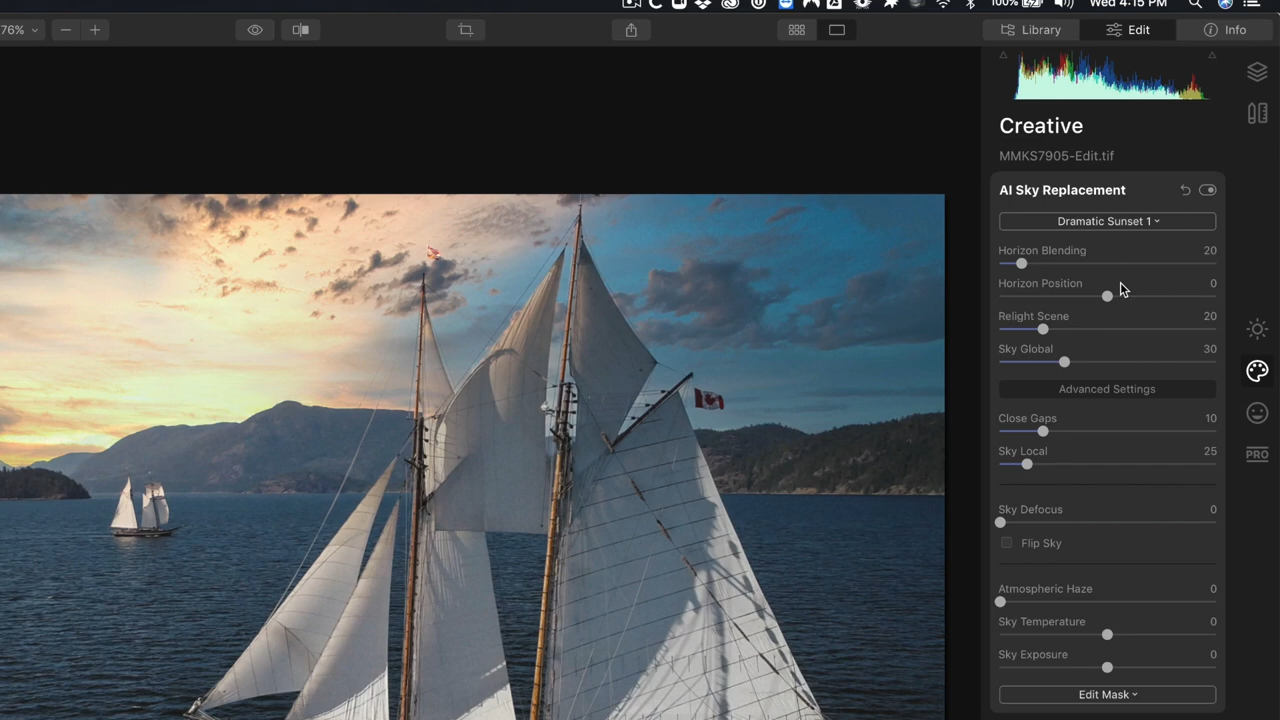 100%
Wed 4:15 PM
76%
Library
Edit
Info
Creative
MMKS7905-Edit.tif
AI Sky Replacement
Dramatic Sunset 1
Horizon Blending 20
Horizon Position 0
Relight Scene 20
Sky Global 30
Advanced Settings
Close Gaps 10
Sky Local 25
Sky Defocus 0
Flip Sky
Atmospheric Haze 0
Sky Temperature 0
Sky Exposure 0
Edit Mask
PRO